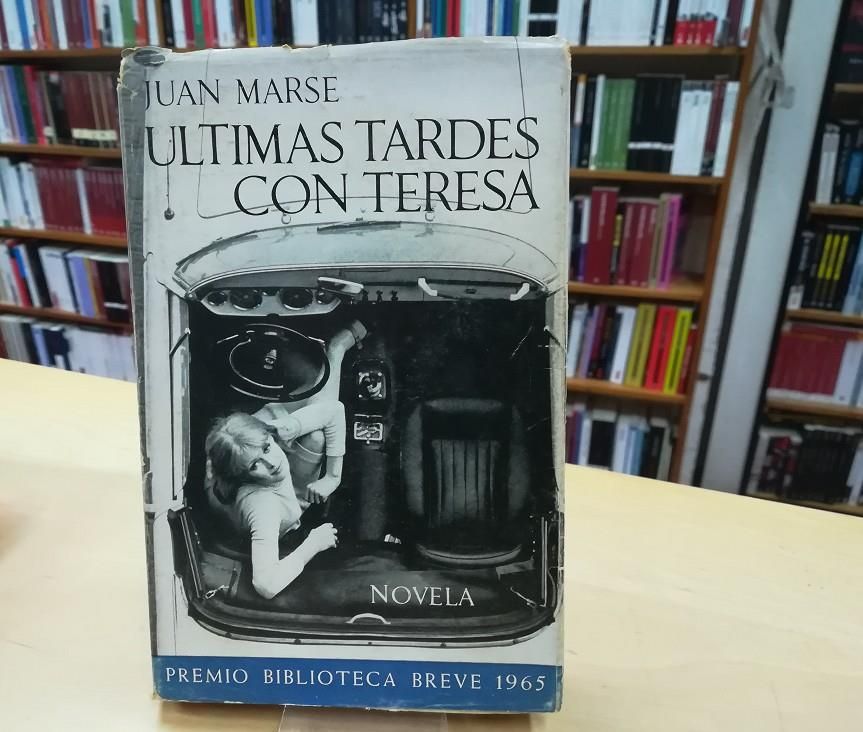 JUAN MARSE
ULTIMAS TARDES
CON TERESA
NOVELA
PREMIO BIBLIOTECA BREVE 1965